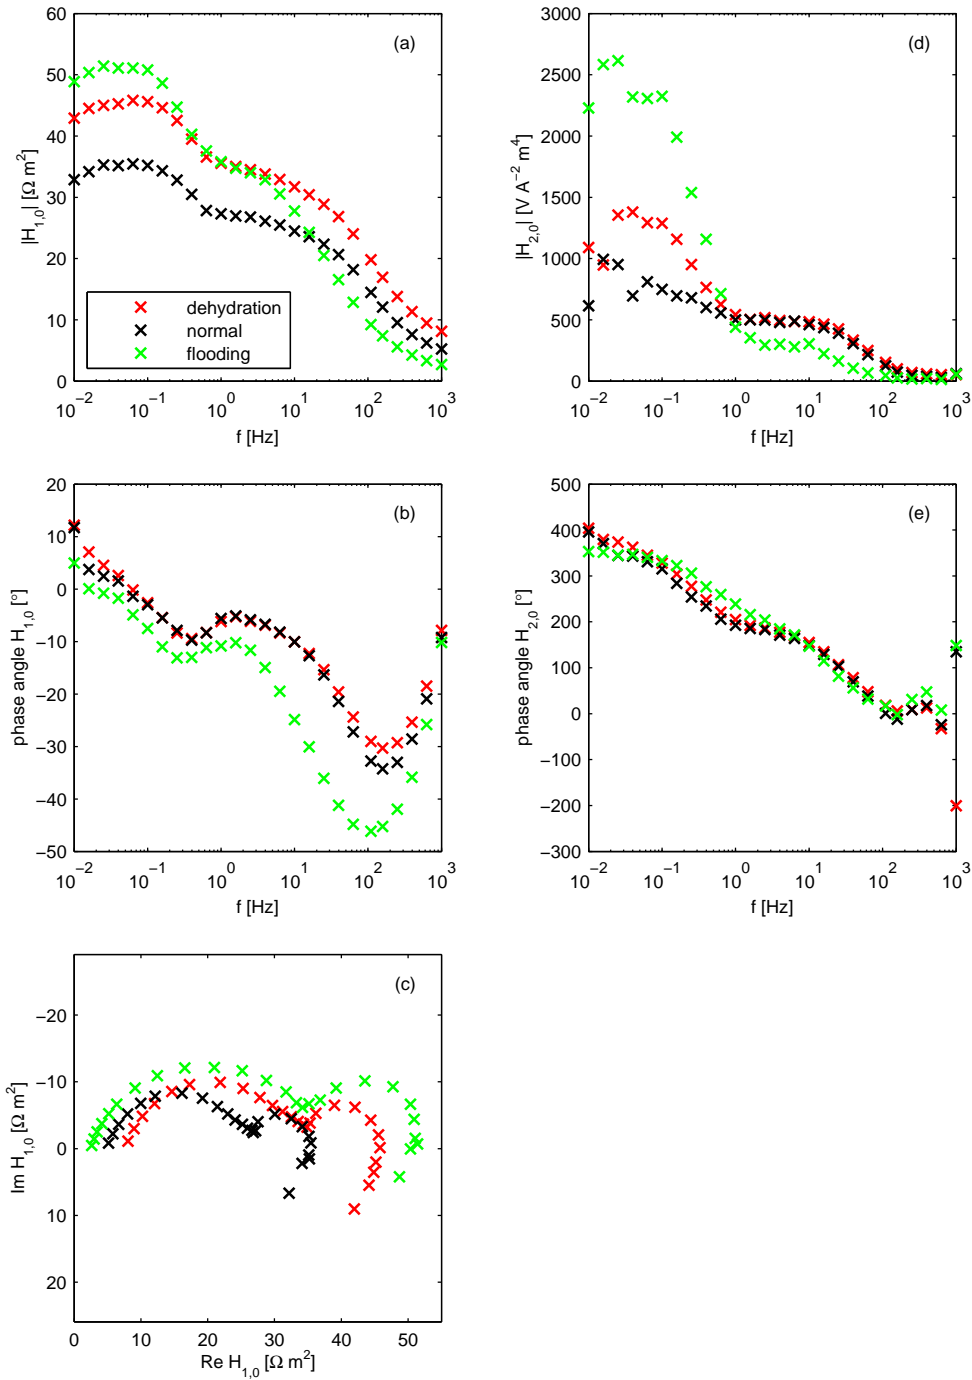 60
50
40
30
20
10
0
|H1,0| [Ω m²]
(a)
dehydration
normal
flooding
10⁻² 10⁻¹ 10⁰ 10¹ 10² 10³
f [Hz]
3000
2500
2000
1500
1000
500
0
|H2,0| [V A⁻² m⁴]
(d)
10⁻² 10⁻¹ 10⁰ 10¹ 10² 10³
f [Hz]
20
10
0
−10
−20
−30
−40
−50
phase angle H1,0 [°]
(b)
10⁻² 10⁻¹ 10⁰ 10¹ 10² 10³
f [Hz]
500
400
300
200
100
0
−100
−200
−300
phase angle H2,0 [°]
(e)
10⁻² 10⁻¹ 10⁰ 10¹ 10² 10³
f [Hz]
-20
-10
0
10
20
Im H1,0 [Ω m²]
(c)
0 10 20 30 40 50
Re H1,0 [Ω m²]